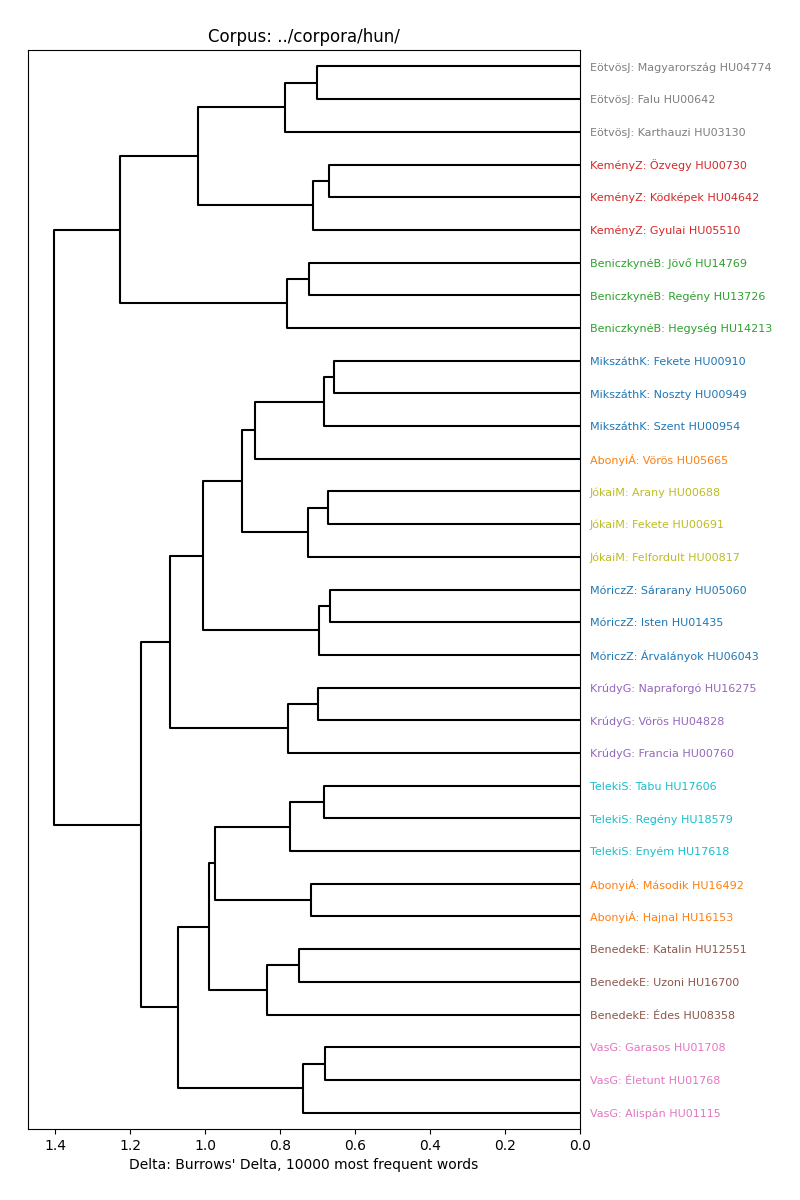 Corpus: ../corpora/hun/
EötvösJ: Magyarország HU04774
EötvösJ: Falu HU00642
EötvösJ: Karthauzi HU03130
KeményZ: Özvegy HU00730
KeményZ: Ködképek HU04642
KeményZ: Gyulai HU05510
BeniczkynéB: Jövő HU14769
BeniczkynéB: Regény HU13726
BeniczkynéB: Hegység HU14213
MikszáthK: Fekete HU00910
MikszáthK: Noszty HU00949
MikszáthK: Szent HU00954
AbonyiÁ: Vörös HU05665
JókaiM: Arany HU00688
JókaiM: Fekete HU00691
JókaiM: Felfordult HU00817
MóriczZ: Sárarany HU05060
MóriczZ: Isten HU01435
MóriczZ: Árvalányok HU06043
KrúdyG: Napraforgó HU16275
KrúdyG: Vörös HU04828
KrúdyG: Francia HU00760
TelekiS: Tabu HU17606
TelekiS: Regény HU18579
TelekiS: Enyém HU17618
AbonyiÁ: Második HU16492
AbonyiÁ: Hajnal HU16153
BenedekE: Katalin HU12551
BenedekE: Uzoni HU16700
BenedekE: Édes HU08358
VasG: Garasos HU01708
VasG: Életunt HU01768
VasG: Alispán HU01115
1.4 1.2 1.0 0.8 0.6 0.4 0.2 0.0
Delta: Burrows' Delta, 10000 most frequent words